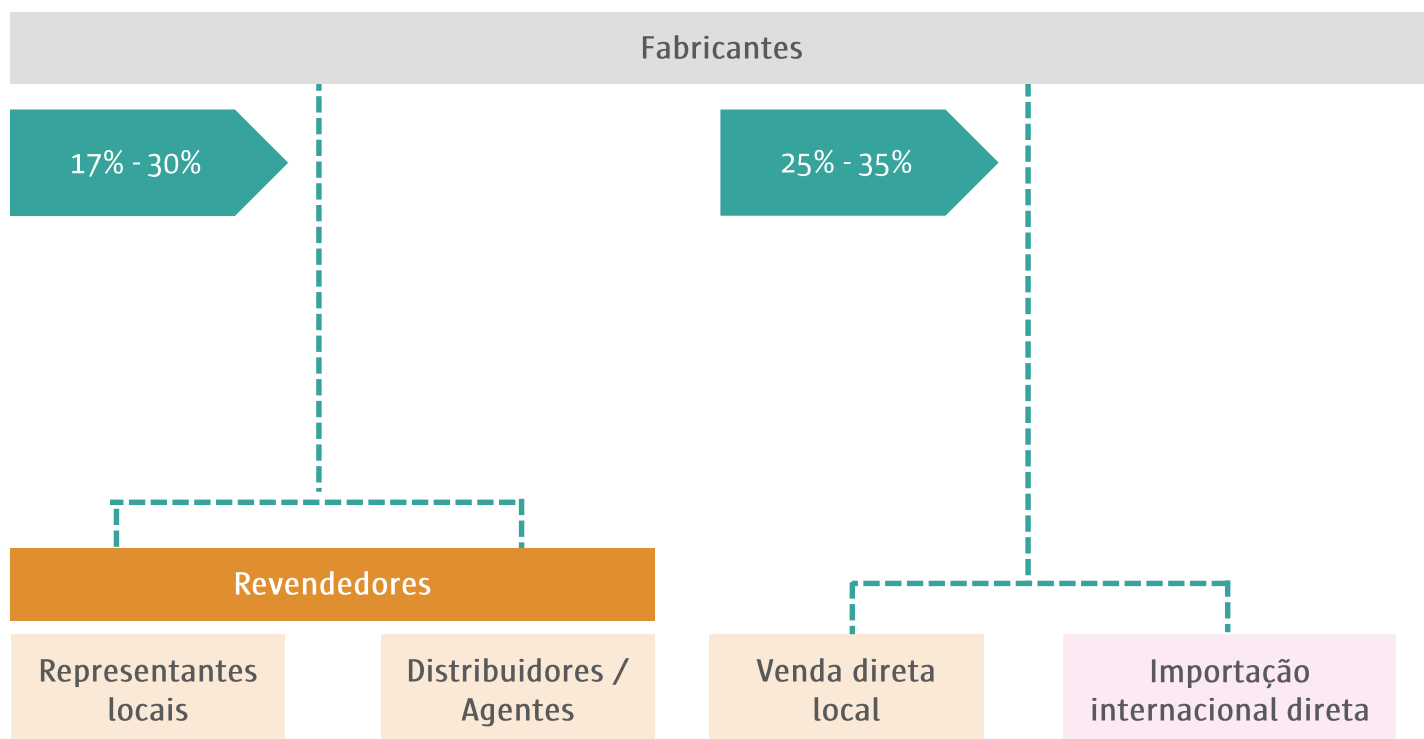 Fabricantes
17% - 30%
25% - 35%
Revendedores
Representantes
locais
Distribuidores /
Agentes
Venda direta
local
Importação
internacional direta